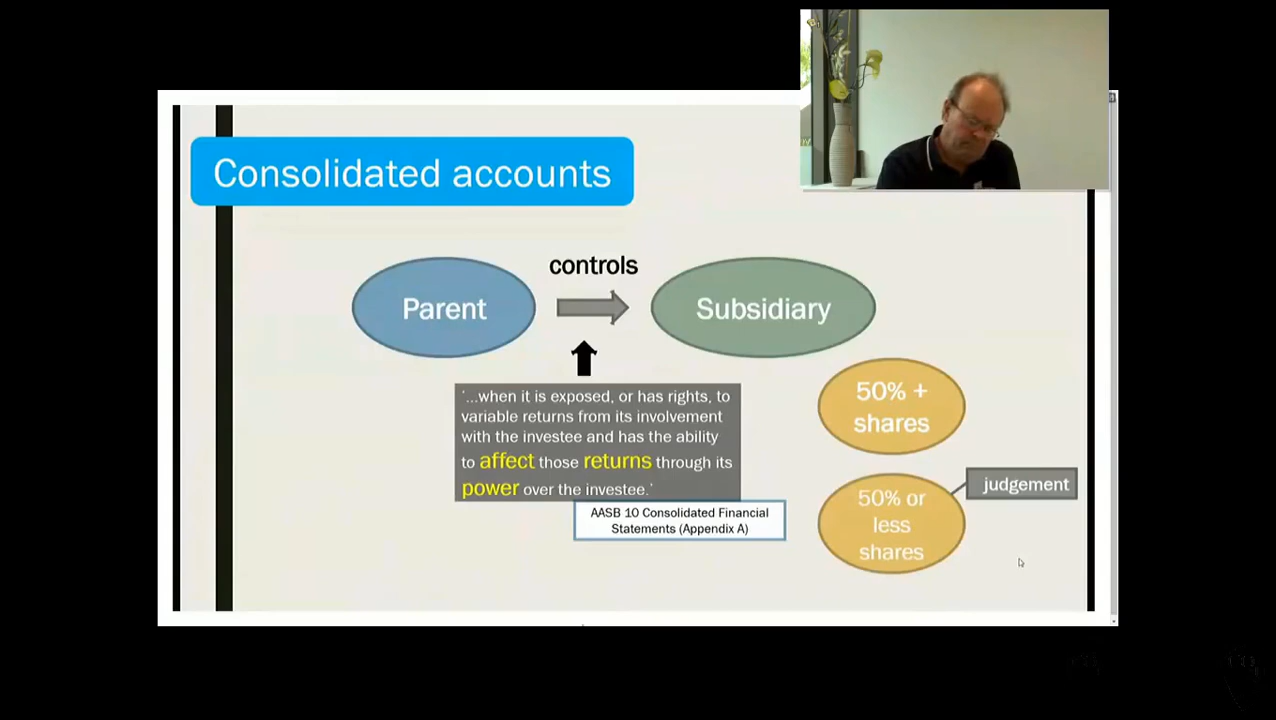 Consolidated accounts
controls
Parent
Subsidiary
‘...when it is exposed, or has rights, to
variable returns from its involvement
with the investee and has the ability
to affect those returns through its
power over the investee.’
AASB 10 Consolidated Financial
Statements (Appendix A)
50% +
shares
50% or
less
shares
judgement